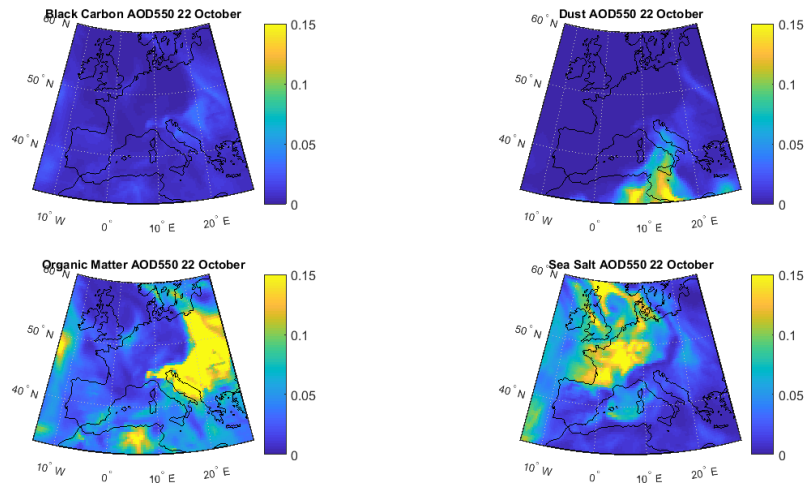 Black Carbon AOD550 22 October
60 ° N
50 ° N
40 ° N
10 ° W
0 °
10 ° E
20 ° E
0.15
0.1
0.05
0
Dust AOD550 22 October
60 ° N
50 ° N
40 ° N
10 ° W
0 °
10 ° E
20 ° E
0.15
0.1
0.05
0
Organic Matter AOD550 22 October
60 ° N
50 ° N
40 ° N
10 ° W
0 °
10 ° E
20 ° E
0.15
0.1
0.05
0
Sea Salt AOD550 22 October
60 ° N
50 ° N
40 ° N
10 ° W
0 °
10 ° E
20 ° E
0.15
0.1
0.05
0